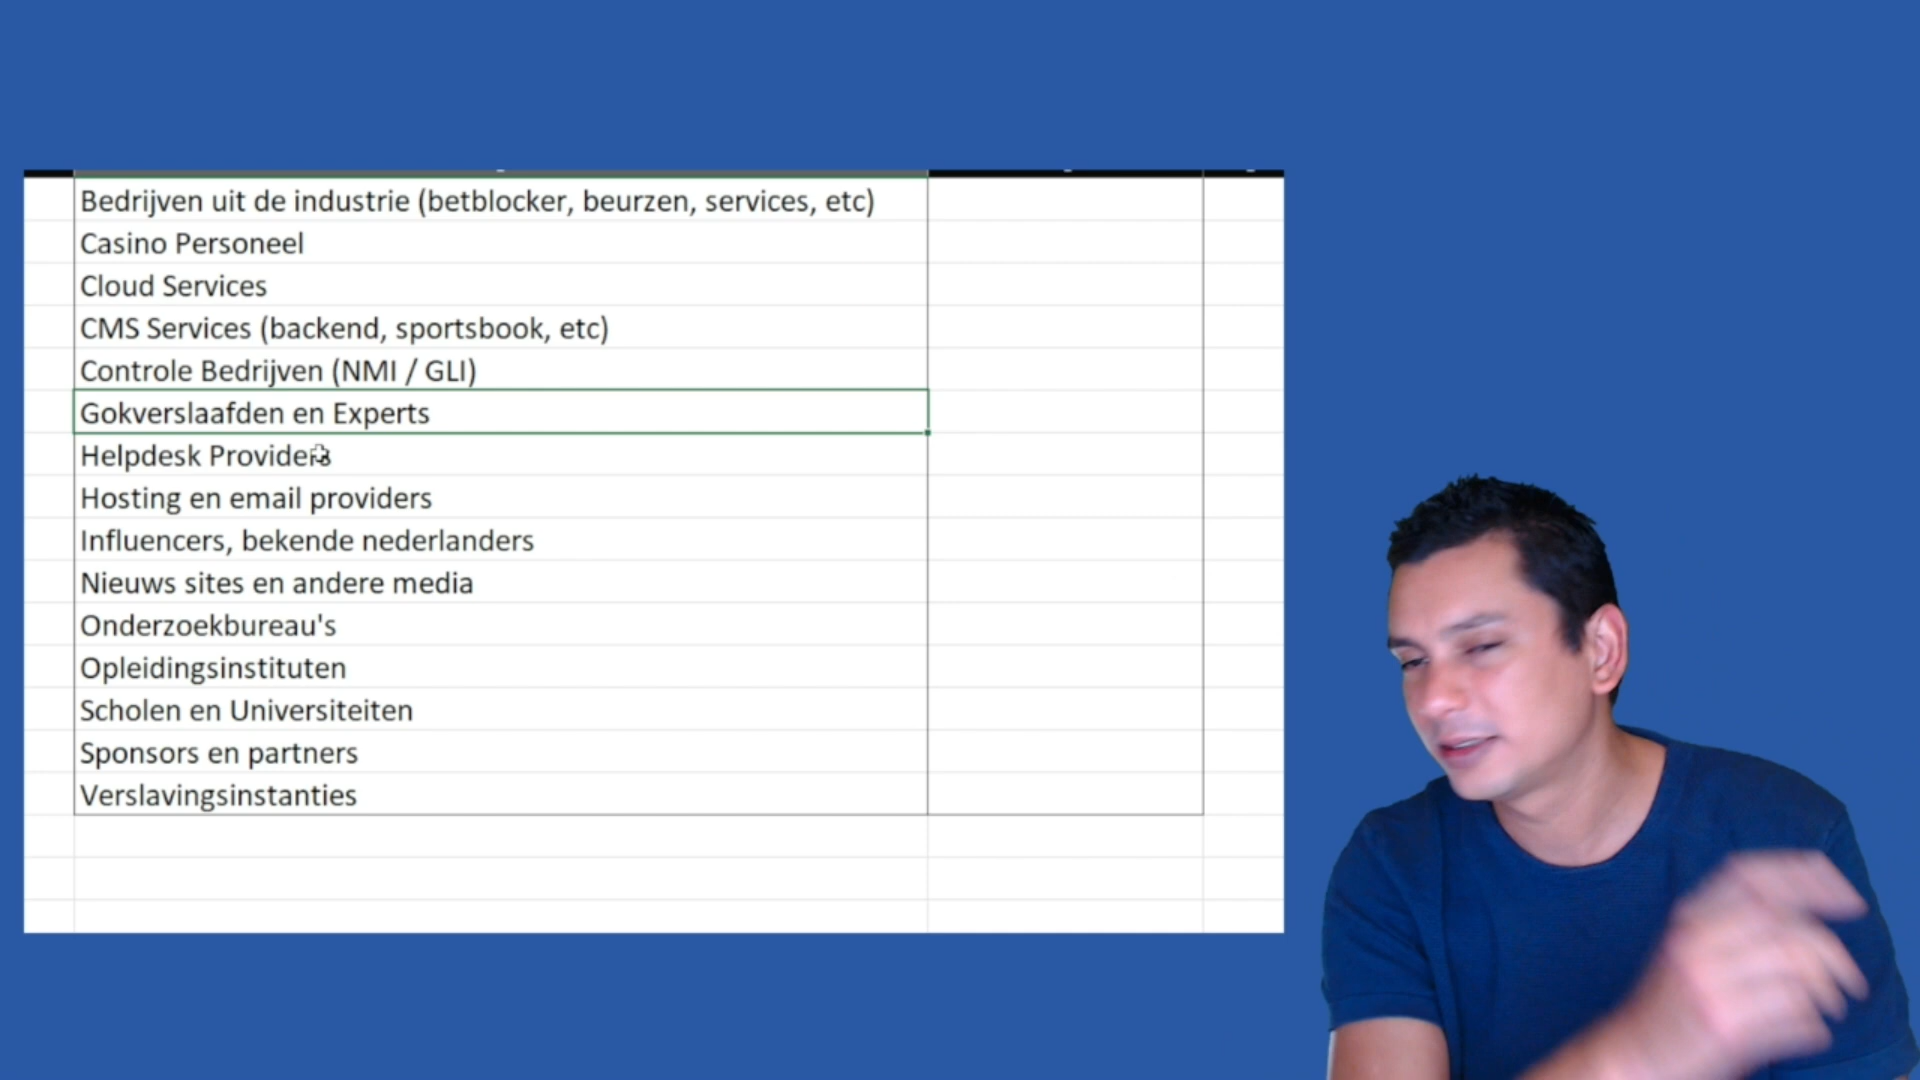 Bedrijven uit de industrie (betblocker, beurzen, services, etc)
Casino Personeel
Cloud Services
CMS Services (backend, sportsbook, etc)
Controle Bedrijven (NMI / GLI)
Gokverslaafden en Experts
Helpdesk Providers
Hosting en email providers
Influencers, bekende nederlanders
Nieuws sites en andere media
Onderzoekbureau's
Opleidingsinstituten
Scholen en Universiteiten
Sponsors en partners
Verslavingsinstanties